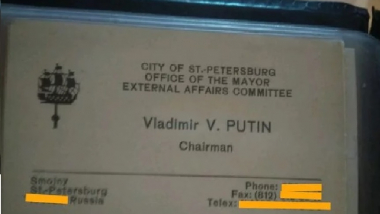 CITY OF ST.-PETERSBURG
OFFICE OF THE MAYOR
EXTERNAL AFFAIRS COMMITTEE
Vladimir V. PUTIN
Chairman
Smolny
St.-Petersburg
Russia
Phone:
Fax: (812)
Telex: